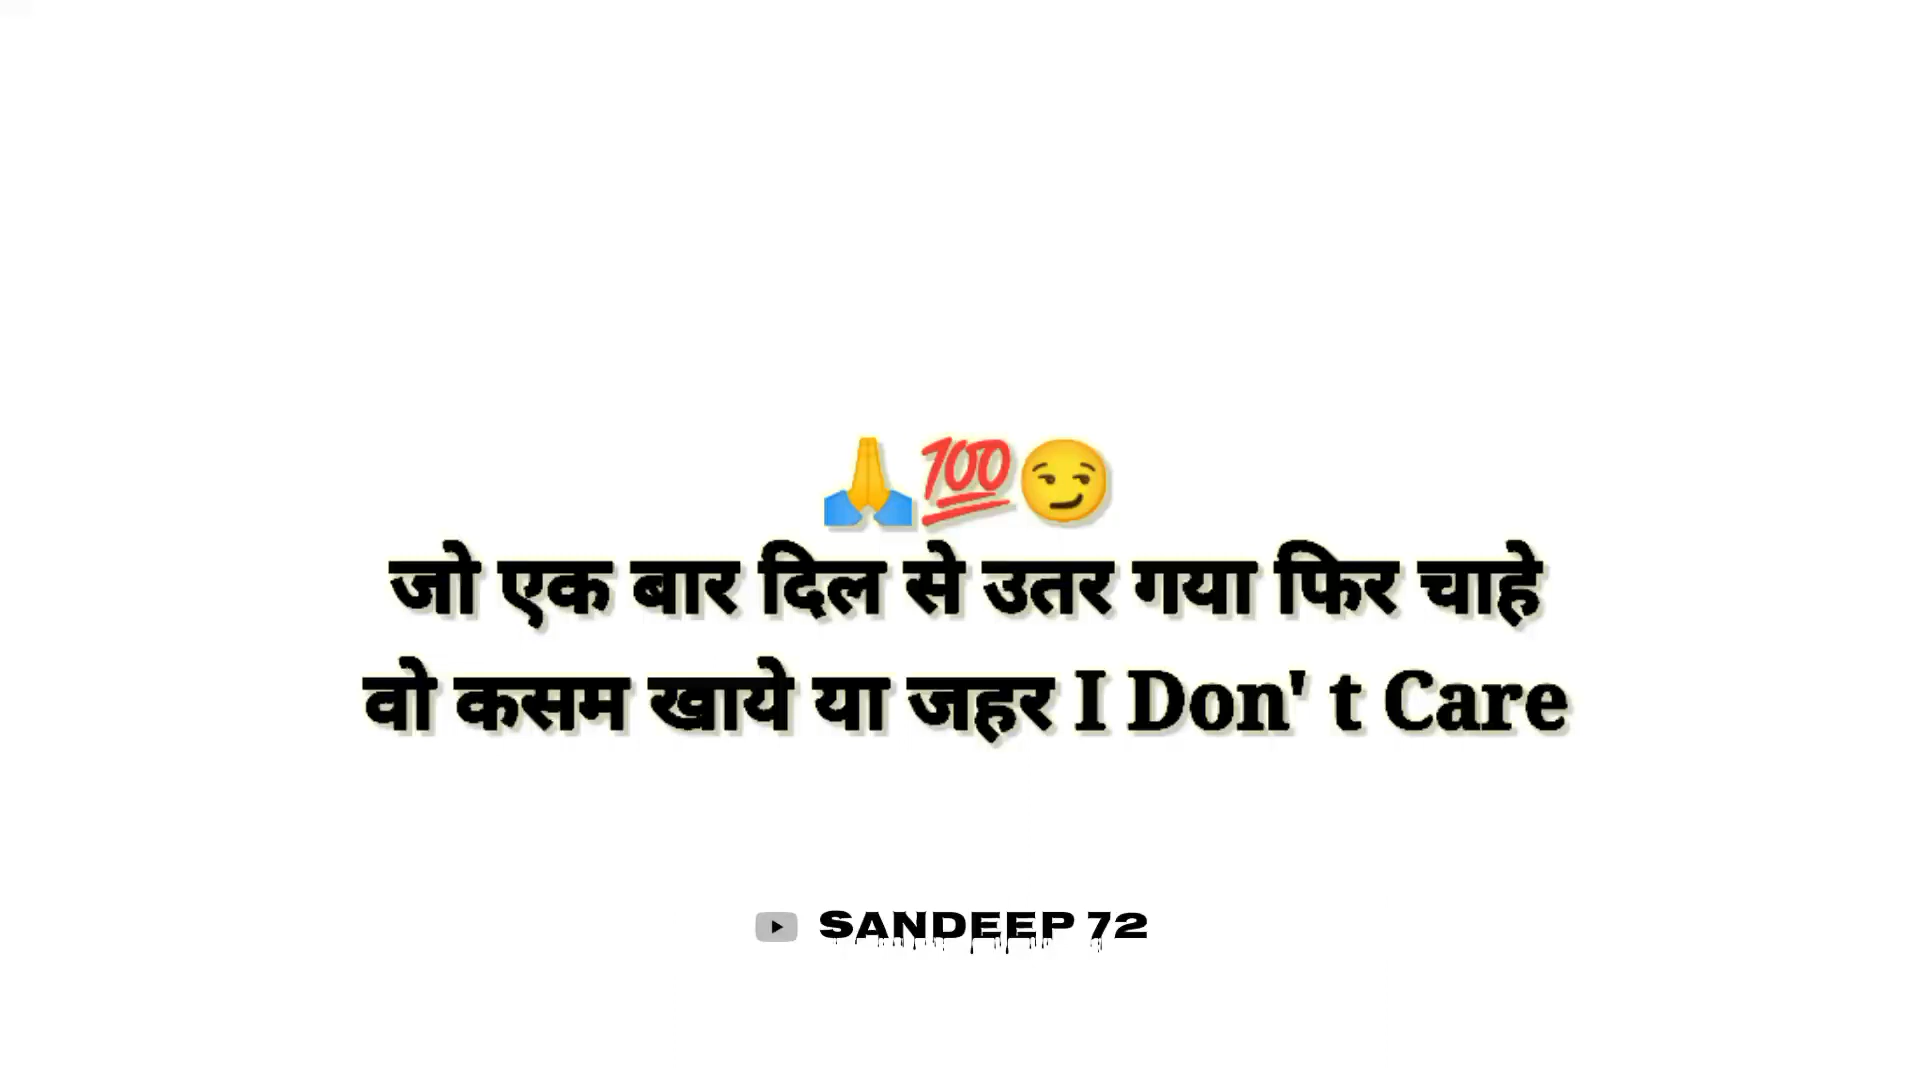 🙏💯😏
जो एक बार दिल से उतर गया फिर चाहे
वो कसम खाये या जहर I Don' t Care
SANDEEP 72